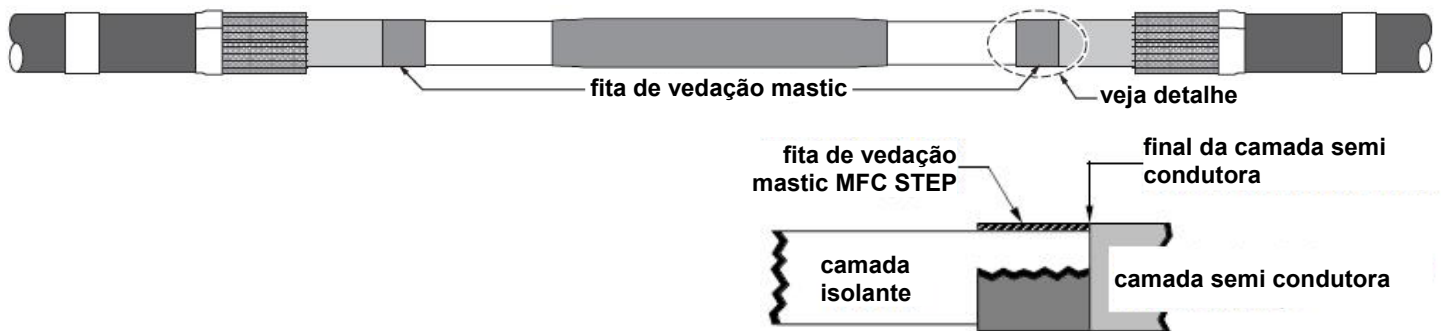 fita de vedação mastic
veja detalhe
fita de vedação
mastic MFC STEP
final da camada semi
condutora
camada
isolante
camada semi condutora